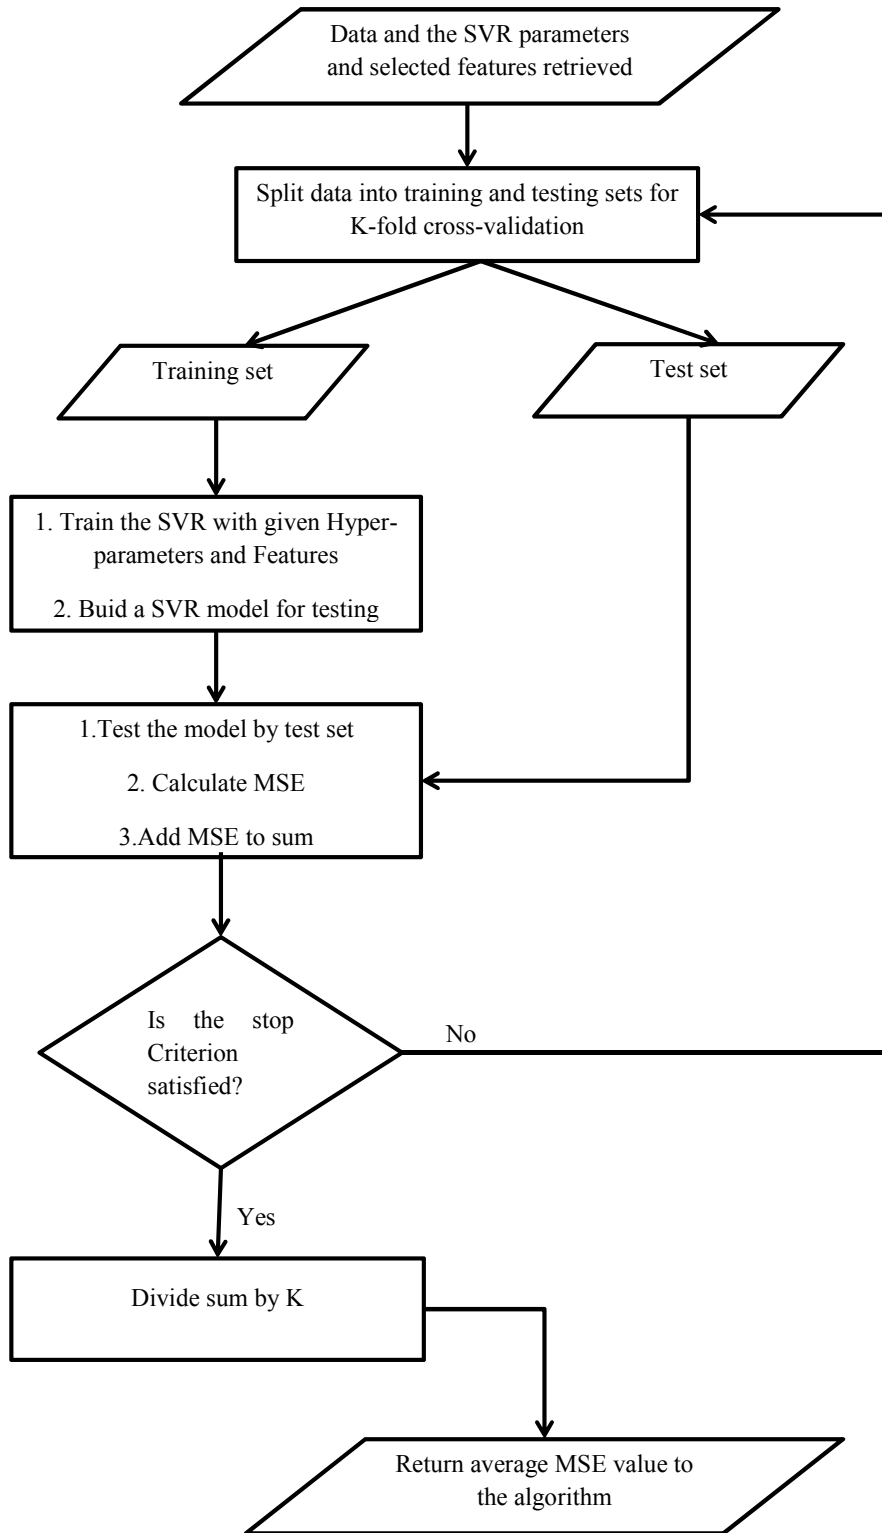 Data and the SVR parameters
and selected features retrieved
Split data into training and testing sets for
K-fold cross-validation
Training set
Test set
1. Train the SVR with given Hyper-
parameters and Features
2. Buid a SVR model for testing
1.Test the model by test set
2. Calculate MSE
3.Add MSE to sum
Is the stop
Criterion
satisfied?
No
Yes
Divide sum by K
Return average MSE value to
the algorithm